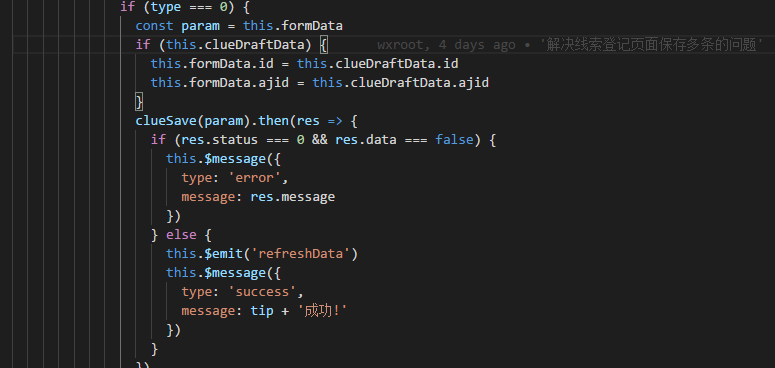 if (type === 0) {
const param = this.formData
if (this.clueDraftData) { wxroot, 4 days ago • '解决线索登记页面保存多条的问题'
this.formData.id = this.clueDraftData.id
this.formData.ajid = this.clueDraftData.ajid
}
clueSave(param).then(res => {
if (res.status === 0 && res.data === false) {
this.$message({
type: 'error',
message: res.message
})
} else {
this.$emit('refreshData')
this.$message({
type: 'success',
message: tip + '成功!'
})
}
})